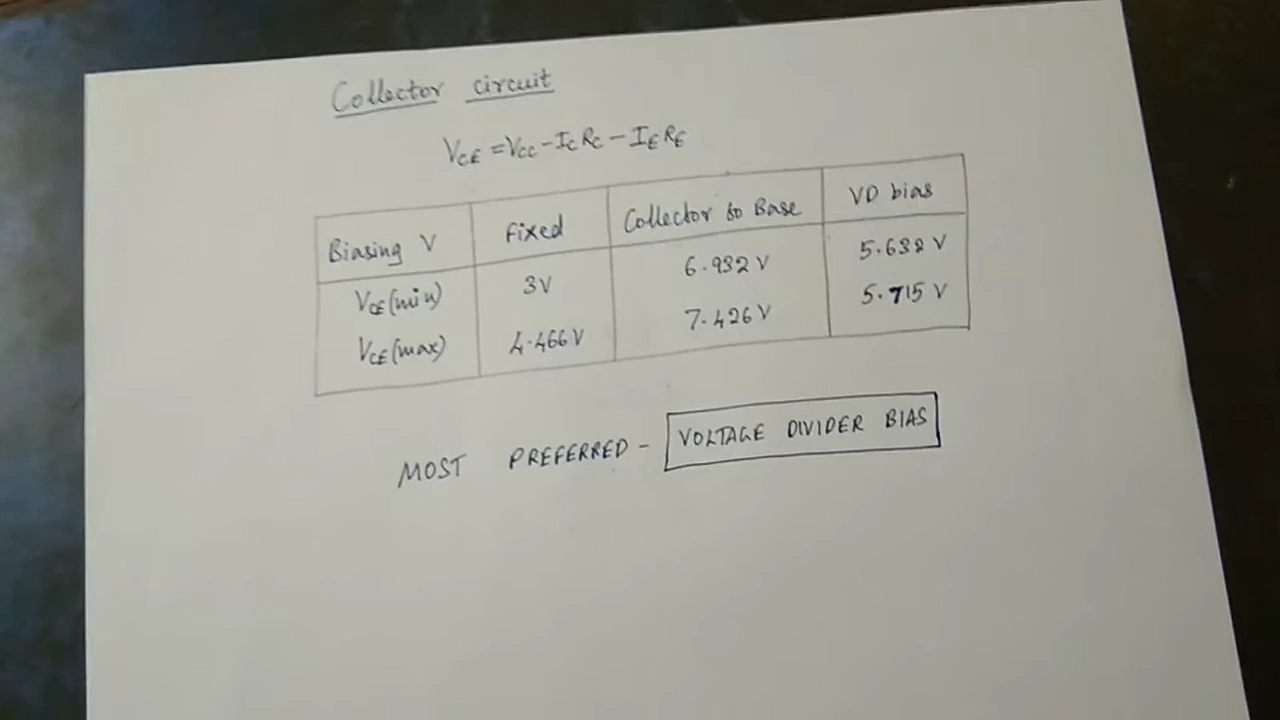 Collector circuit
VCE = VCC - ICRC - IERE
Biasing V Fixed Collector to Base VD bias
VCE(min) 3V 6.932 V 5.632 V
VCE(max) 4.466 V 7.426 V 5.715 V
MOST PREFERRED - VOLTAGE DIVIDER BIAS